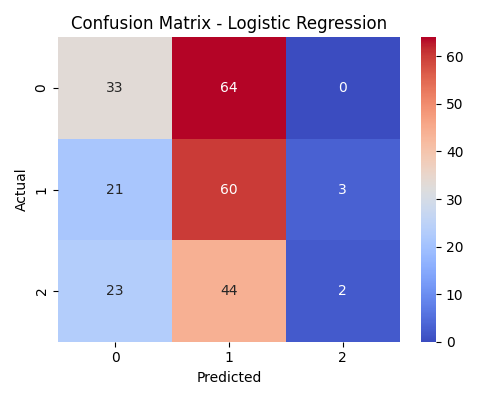 Confusion Matrix - Logistic Regression
Actual
0 33 64 0
1 21 60 3
2 23 44 2
0 1 2
Predicted
60
50
40
30
20
10
0